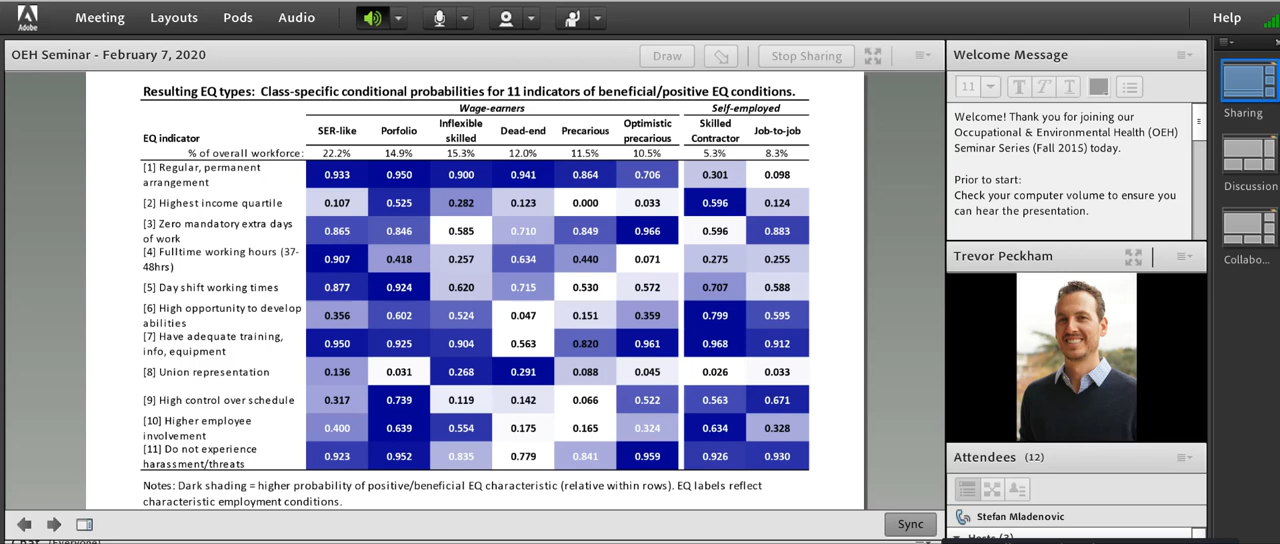 Adobe
Meeting Layouts Pods Audio Help
OEH Seminar - February 7, 2020
Draw Stop Sharing
Resulting EQ types: Class-specific conditional probabilities for 11 indicators of beneficial/positive EQ conditions.
Wage-earners Self-employed
EQ indicator SER-like Porfolio Inflexible skilled Dead-end Precarious Optimistic precarious Skilled Contractor Job-to-job
% of overall workforce: 22.2% 14.9% 15.3% 12.0% 11.5% 10.5% 5.3% 8.3%
[1] Regular, permanent arrangement 0.933 0.950 0.900 0.941 0.864 0.706 0.301 0.098
[2] Highest income quartile 0.107 0.525 0.282 0.123 0.000 0.033 0.596 0.124
[3] Zero mandatory extra days of work 0.865 0.846 0.585 0.710 0.849 0.966 0.596 0.883
[4] Fulltime working hours (37-48hrs) 0.907 0.418 0.257 0.634 0.440 0.071 0.275 0.255
[5] Day shift working times 0.877 0.924 0.620 0.715 0.530 0.572 0.707 0.588
[6] High opportunity to develop abilities 0.356 0.602 0.524 0.047 0.151 0.359 0.799 0.595
[7] Have adequate training, info, equipment 0.950 0.925 0.904 0.563 0.820 0.961 0.968 0.912
[8] Union representation 0.136 0.031 0.268 0.291 0.088 0.045 0.026 0.033
[9] High control over schedule 0.317 0.739 0.119 0.142 0.066 0.522 0.563 0.671
[10] Higher employee involvement 0.400 0.639 0.554 0.175 0.165 0.324 0.634 0.328
[11] Do not experience harassment/threats 0.923 0.952 0.835 0.779 0.841 0.959 0.926 0.930
Notes: Dark shading = higher probability of positive/beneficial EQ characteristic (relative within rows). EQ labels reflect
characteristic employment conditions.
Sync
Welcome Message
11 T T T
Welcome! Thank you for joining our
Occupational & Environmental Health (OEH)
Seminar Series (Fall 2015) today.
Prior to start:
Check your computer volume to ensure you
can hear the presentation.
Trevor Peckham
Attendees (12)
Stefan Mladenovic
Hosts (3)
Sharing
Discussion
Collabo...